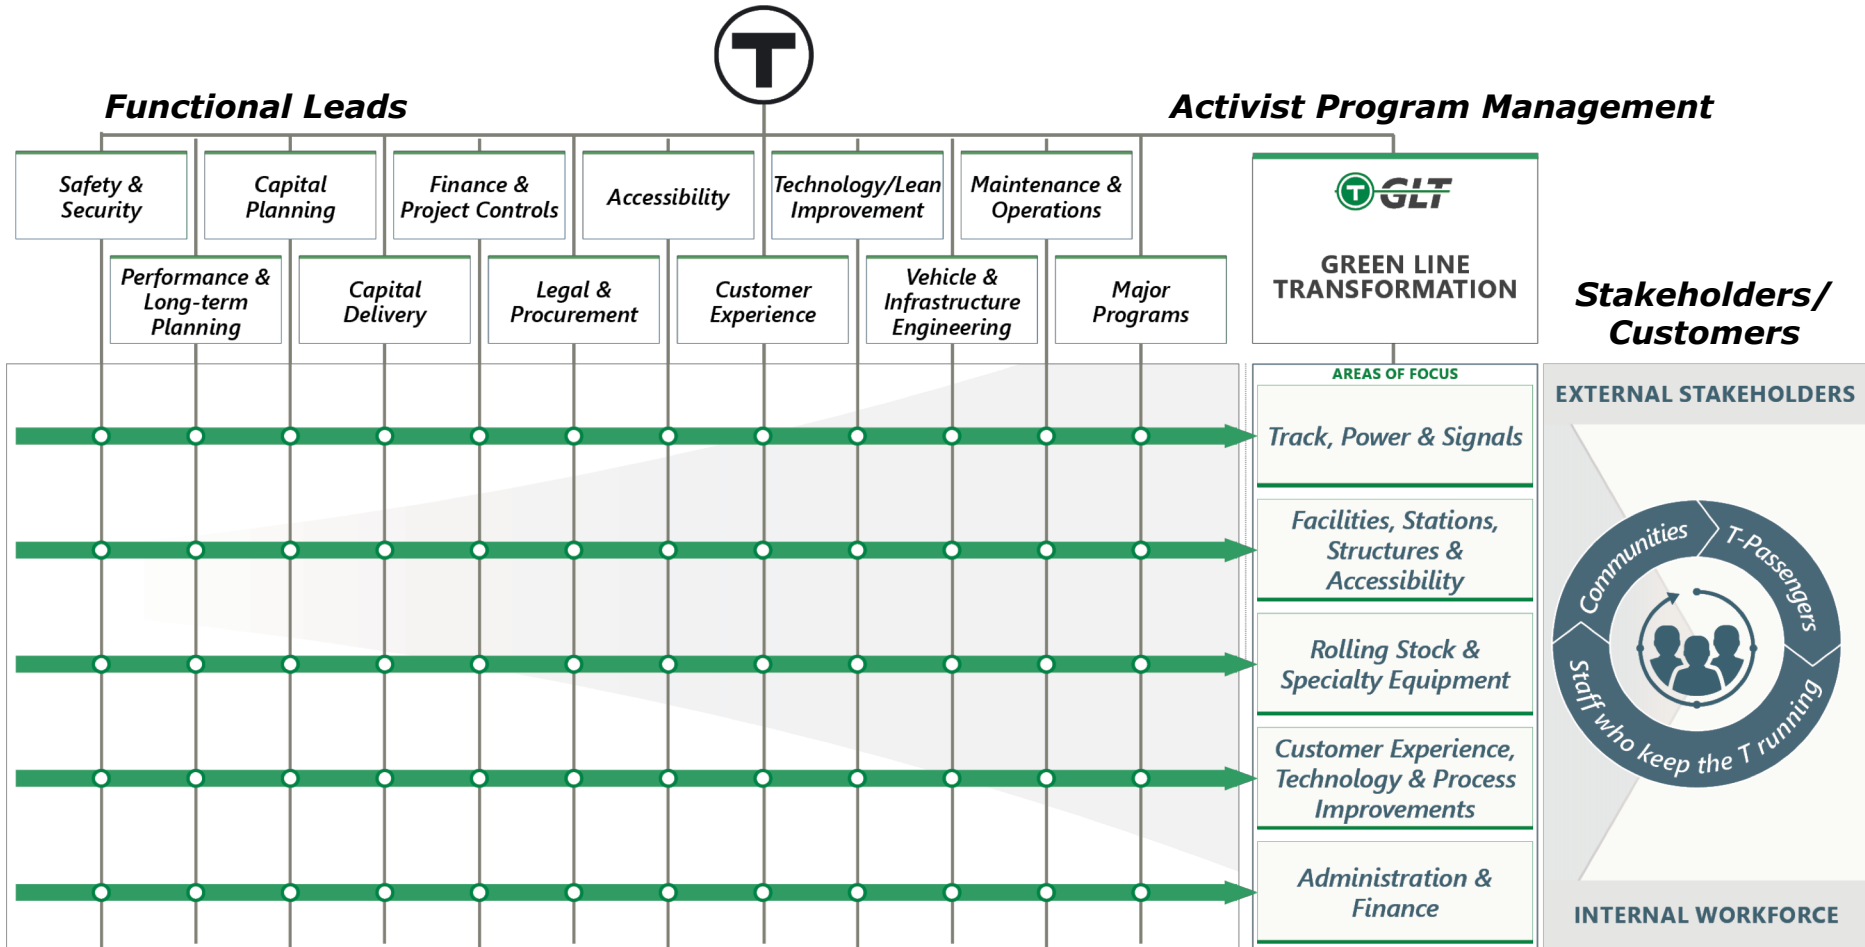 T
Functional Leads
Activist Program Management
Safety &
Security
Capital
Planning
Finance &
Project Controls
Accessibility
Technology/Lean
Improvement
Maintenance &
Operations
Performance &
Long-term
Planning
Capital
Delivery
Legal &
Procurement
Customer
Experience
Vehicle &
Infrastructure
Engineering
Major
Programs
T GLT
GREEN LINE
TRANSFORMATION
Stakeholders/
Customers
AREAS OF FOCUS
Track, Power & Signals
Facilities, Stations,
Structures &
Accessibility
Rolling Stock &
Specialty Equipment
Customer Experience,
Technology & Process
Improvements
Administration &
Finance
EXTERNAL STAKEHOLDERS
Communities
T-Passengers
Staff who keep the T running
INTERNAL WORKFORCE